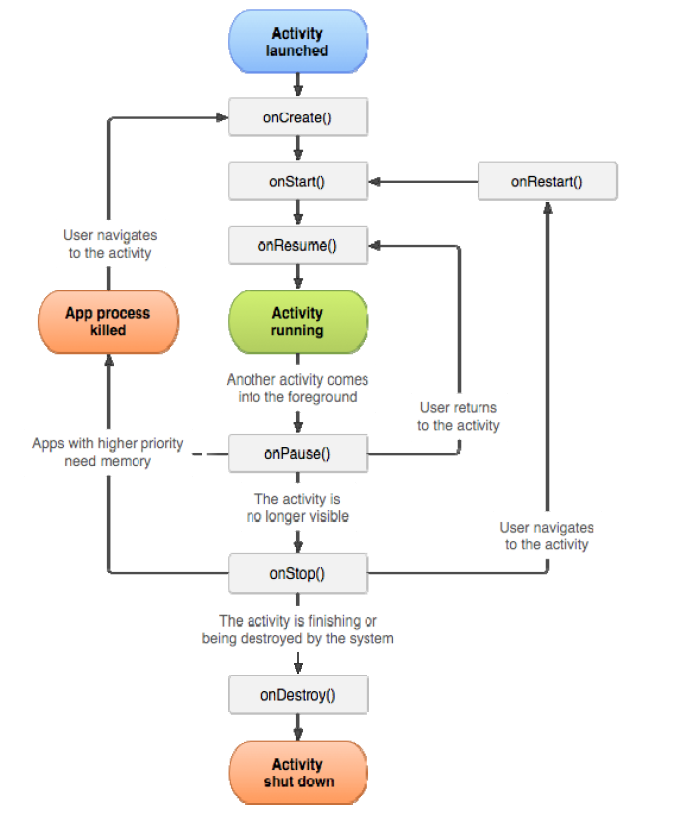 Activity
launched
onCreate()
onStart()
onRestart()
onResume()
User navigates
to the activity
App process
killed
Activity
running
Another activity comes
into the foreground
User returns
to the activity
Apps with higher priority
need memory
onPause()
The activity is
no longer visible
User navigates
to the activity
onStop()
The activity is finishing or
being destroyed by the system
onDestroy()
Activity
shut down